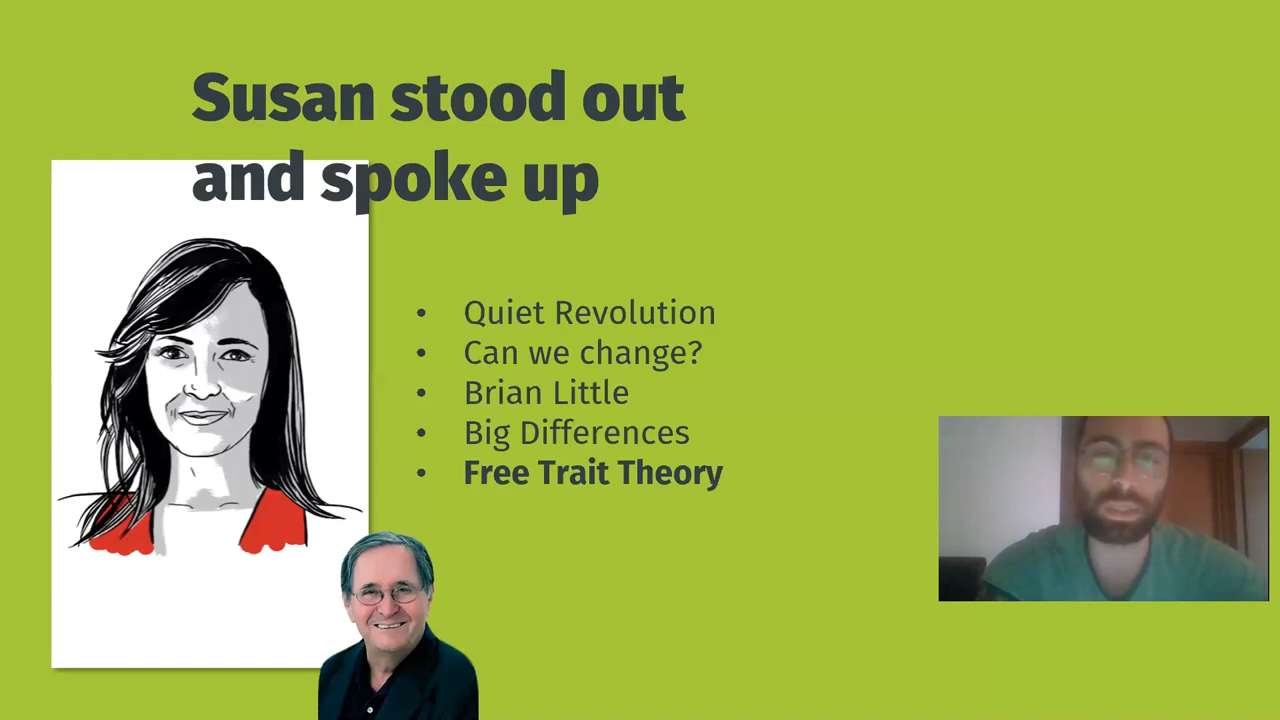 Susan stood out
and spoke up
• Quiet Revolution
• Can we change?
• Brian Little
• Big Differences
• Free Trait Theory